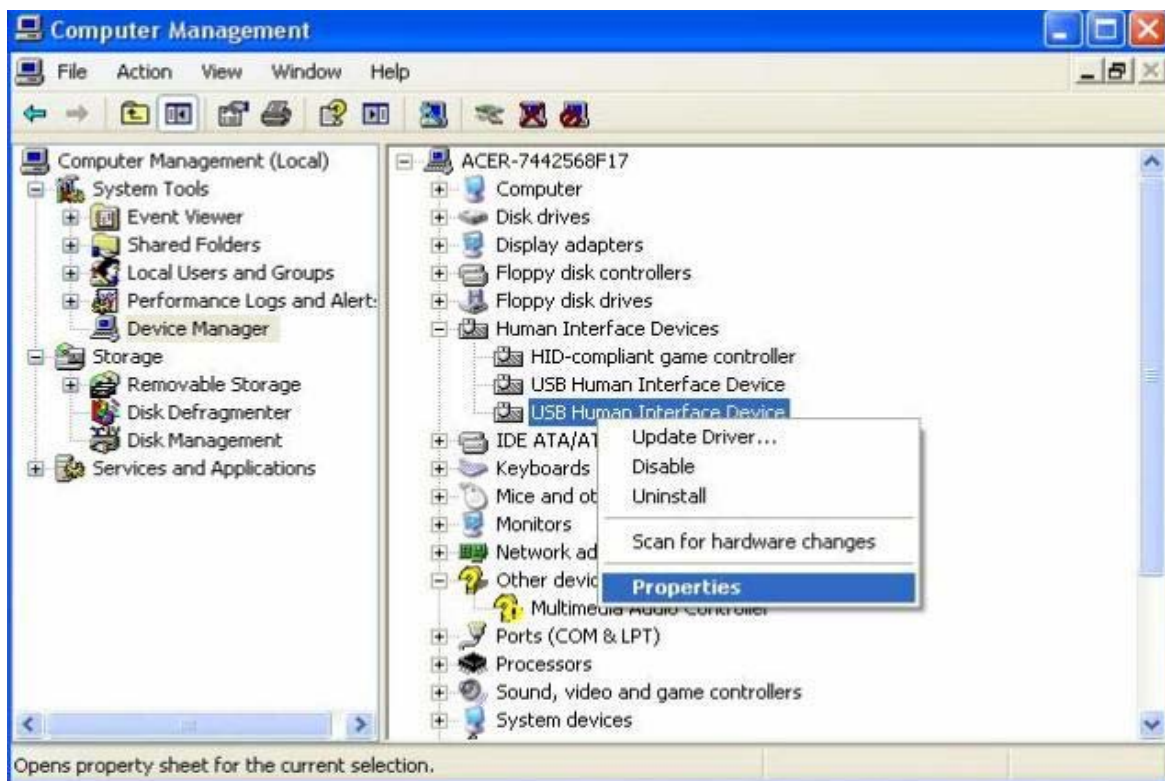 Computer Management
File Action View Window Help
Computer Management (Local)
System Tools
Event Viewer
Shared Folders
Local Users and Groups
Performance Logs and Alert:
Device Manager
Storage
Removable Storage
Disk Defragmenter
Disk Management
Services and Applications
ACER-7442568F17
Computer
Disk drives
Display adapters
Floppy disk controllers
Floppy disk drives
Human Interface Devices
HID-compliant game controller
USB Human Interface Device
USB Human Interface Device
IDE ATA/AT
Keyboards
Mice and ot
Monitors
Network ad
Other devic
Multimedia Audio Controller
Ports (COM & LPT)
Processors
Sound, video and game controllers
System devices
Update Driver...
Disable
Uninstall
Scan for hardware changes
Properties
Opens property sheet for the current selection.